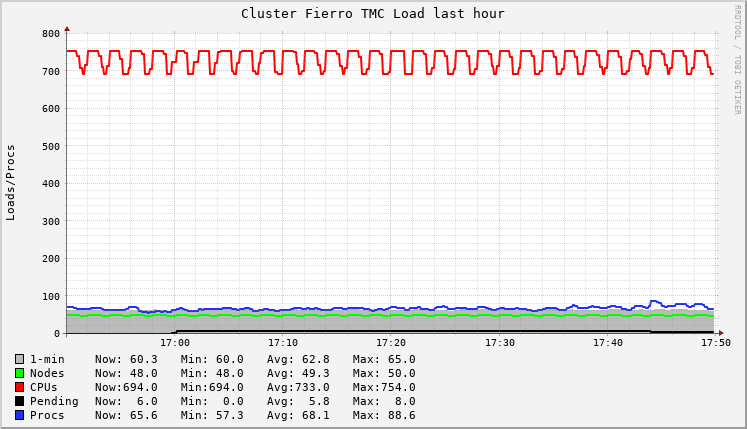 Cluster Fierro TMC Load last hour
RRDTOOL / TOBI OETIKER
Loads/Procs
800
700
600
500
400
300
200
100
0
17:00 17:10 17:20 17:30 17:40 17:50
1-min Now: 60.3 Min: 60.0 Avg: 62.8 Max: 65.0
Nodes Now: 48.0 Min: 48.0 Avg: 49.3 Max: 50.0
CPUs Now:694.0 Min:694.0 Avg:733.0 Max:754.0
Pending Now: 6.0 Min: 0.0 Avg: 5.8 Max: 8.0
Procs Now: 65.6 Min: 57.3 Avg: 68.1 Max: 88.6